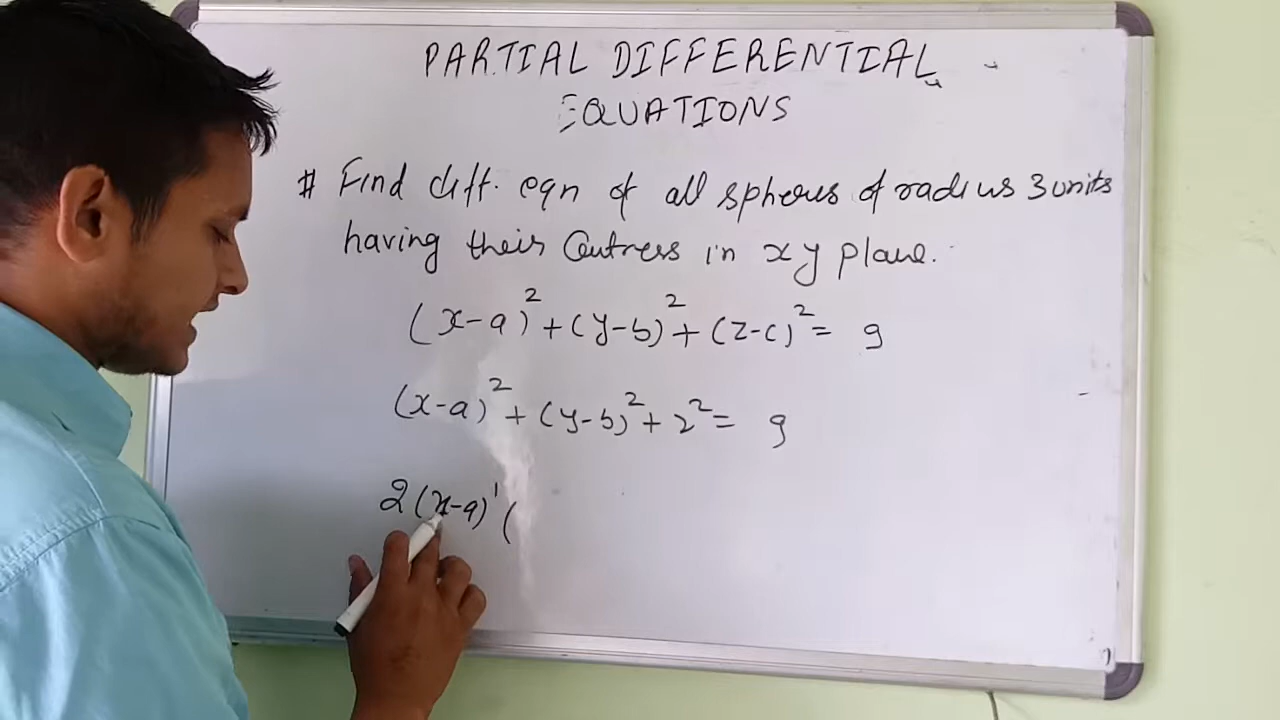 PARTIAL DIFFERENTIAL
EQUATIONS
# Find diff. eqn of all spheres of radius 3 units
having their Centress in xy plane.
(x-a)² + (y-b)² + (z-c)² = 9
(x-a)² + (y-b)² + z² = 9
2(x-a)¹(